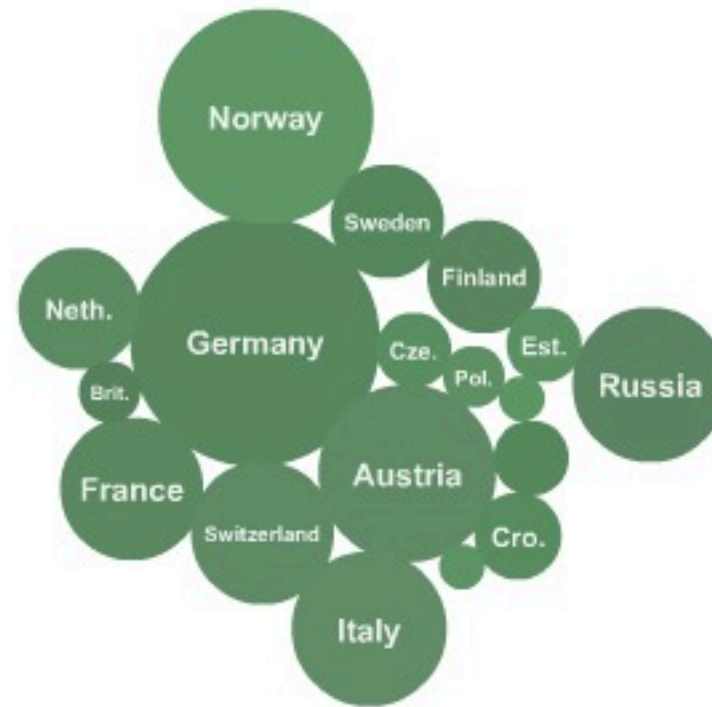 Norway
Sweden
Finland
Neth.
Germany
Cze.
Est.
Pol.
Russia
Brit.
France
Austria
Switzerland
Cro.
Italy